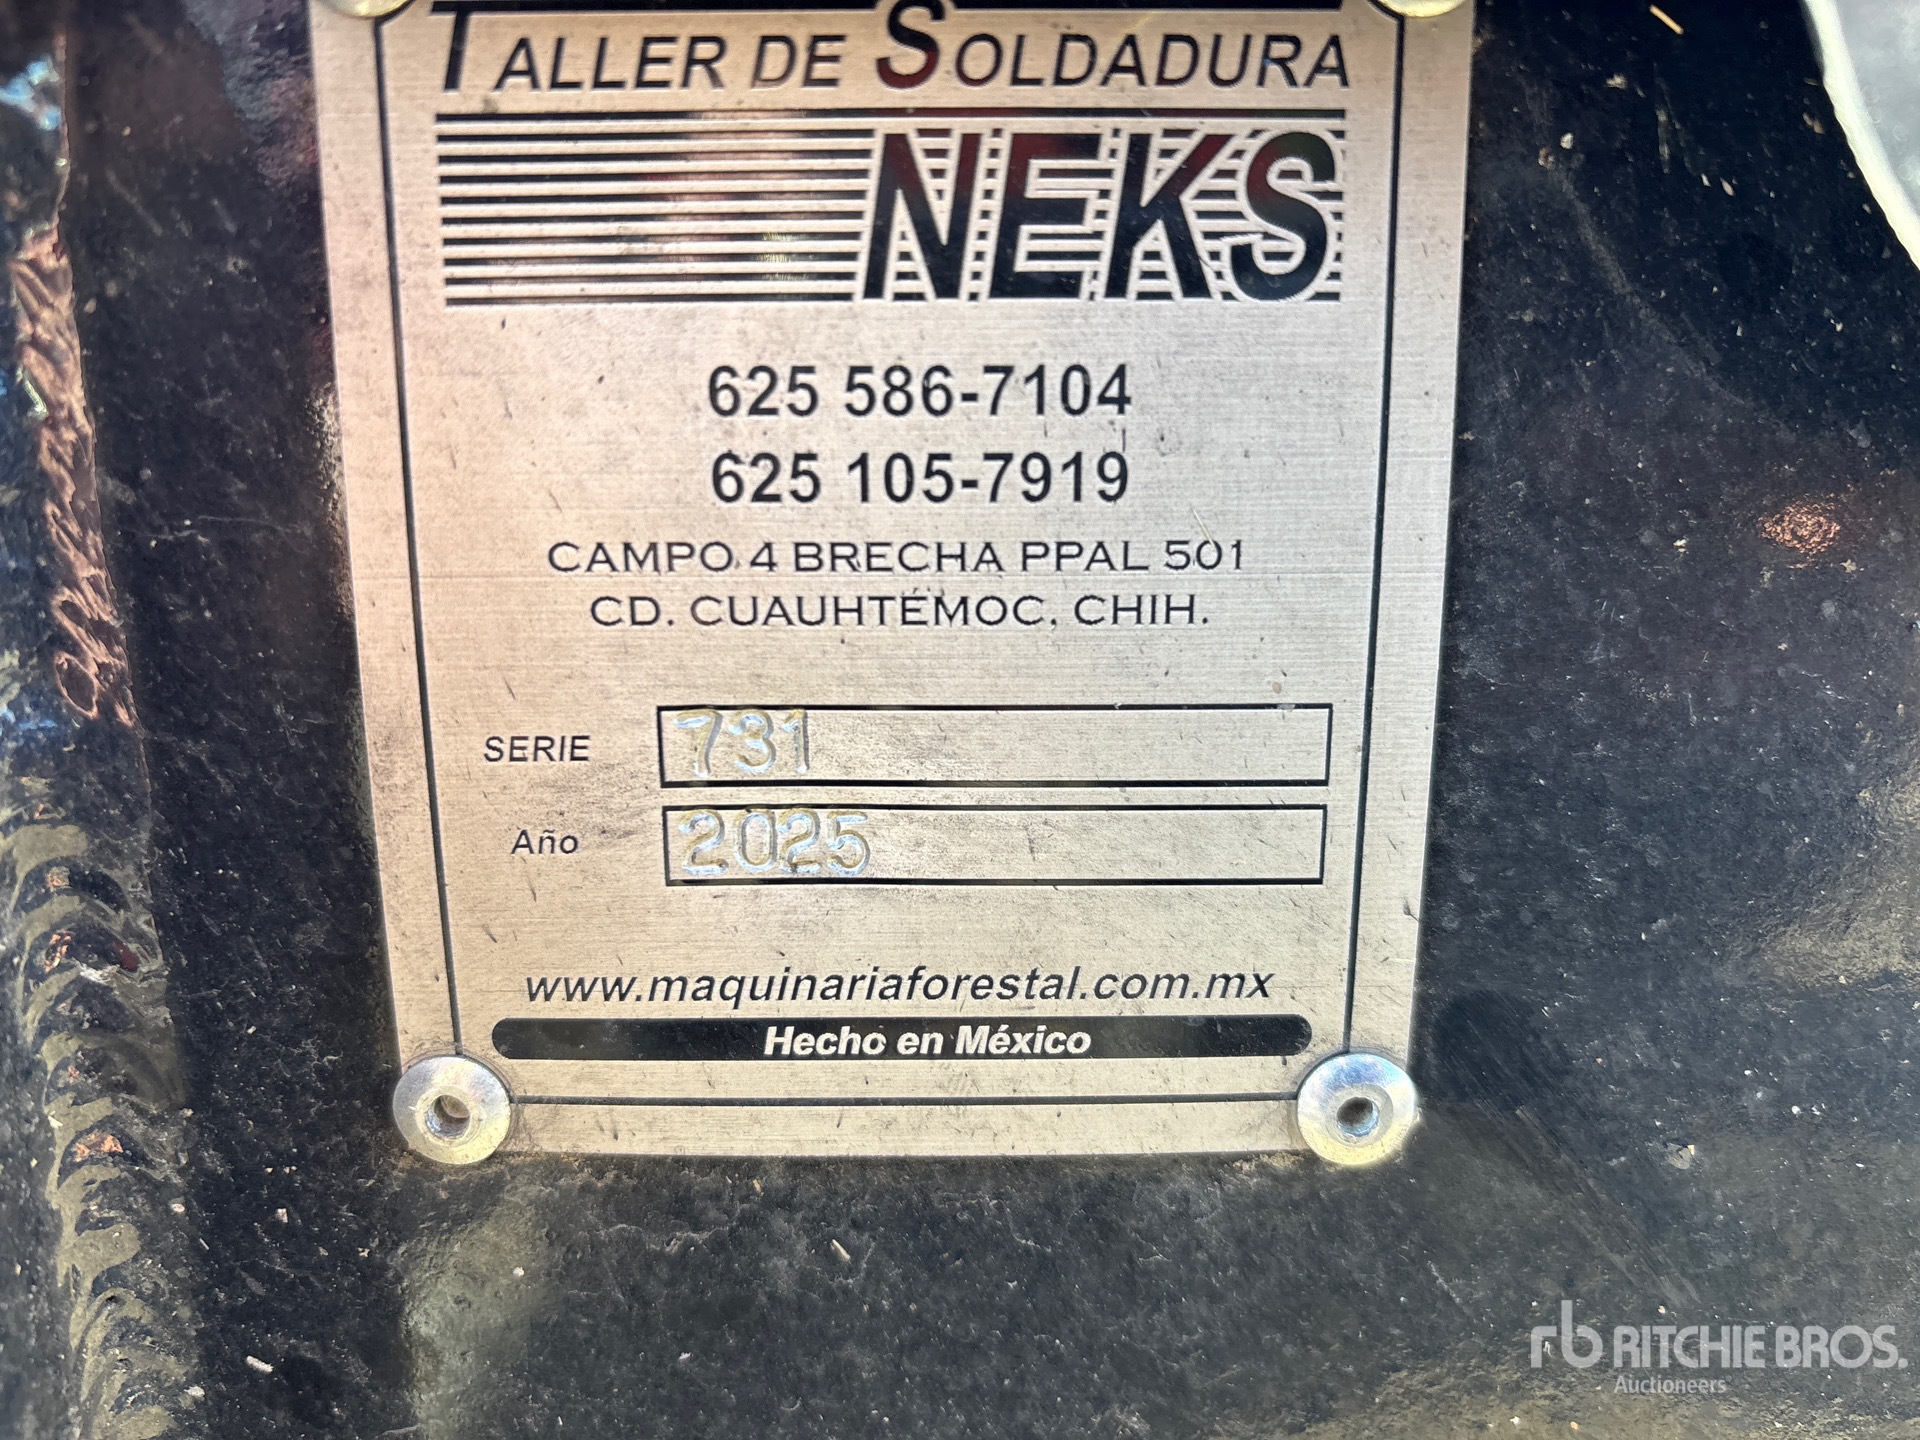 TALLER DE SOLDADURA
NEKS
625 586-7104
625 105-7919
CAMPO 4 BRECHA PPAL 501
CD. CUAUHTÉMOC, CHIH.
SERIE 731
Año 2025
www.maquinariaforestal.com.mx
Hecho en México
rb RITCHIE BROS.
Auctioneers